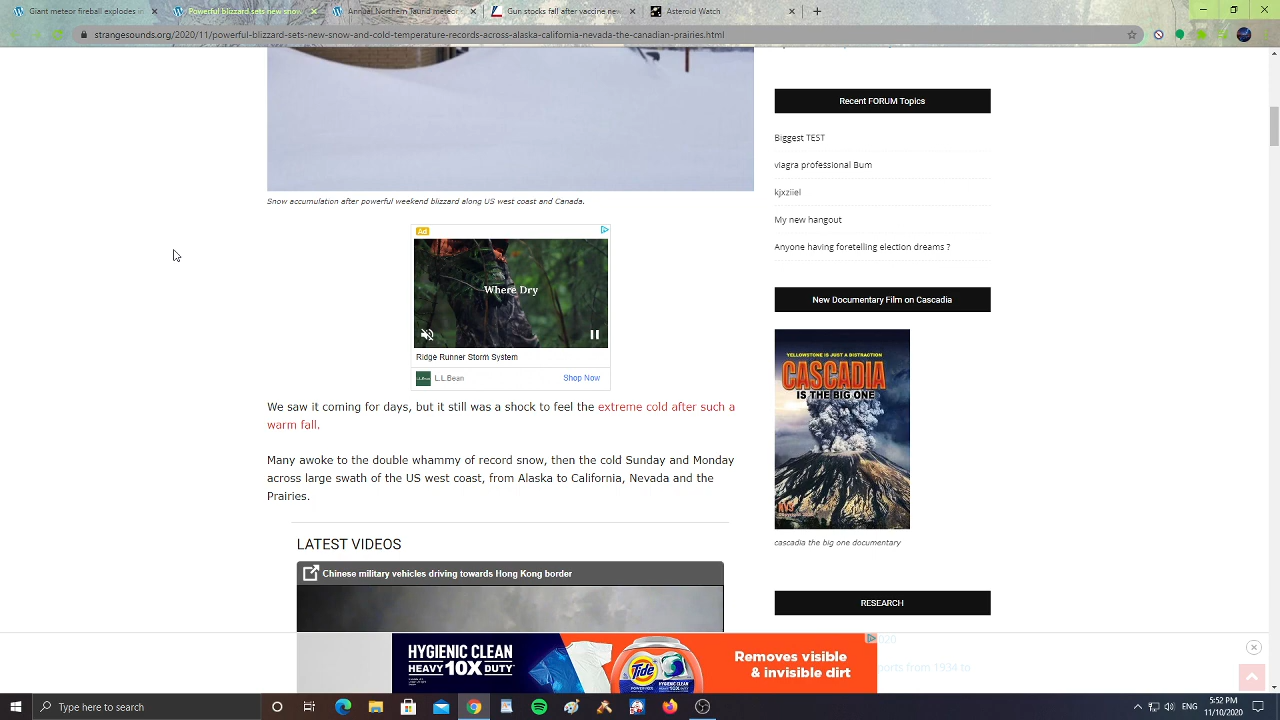 Giant meteor fireball explodes in
Powerful blizzard sets new snow
Annual Northern Taurid meteor
Gun stocks fall after vaccine
Asteroid Watch
strangesounds.org/2020/11/powerful-blizzard-sets-new-snow-and-cold-temperature-records-across-alaska-california-nevada-the-canadian-prairies.html
Recent FORUM Topics
Biggest TEST
viagra professional Bum
kjxziiel
My new hangout
Anyone having foretelling election dreams ?
Snow accumulation after powerful weekend blizzard along US west coast and Canada.
Ad
Where Dry
Ridge Runner Storm System
L.L.Bean
Shop Now
New Documentary Film on Cascadia
YELLOWSTONE IS JUST A DISTRACTION
CASCADIA
IS THE BIG ONE
cascadia the big one documentary
We saw it coming for days, but it still was a shock to feel the extreme cold after such a
warm fall.
Many awoke to the double whammy of record snow, then the cold Sunday and Monday
across large swath of the US west coast, from Alaska to California, Nevada and the
Prairies.
LATEST VIDEOS
Chinese military vehicles driving towards Hong Kong border
RESEARCH
from 1934 to
HYGIENIC CLEAN
HEAVY 10X DUTY
Tide
Removes visible
& invisible dirt
Type here to search
ENG
5:52 PM
11/10/2020